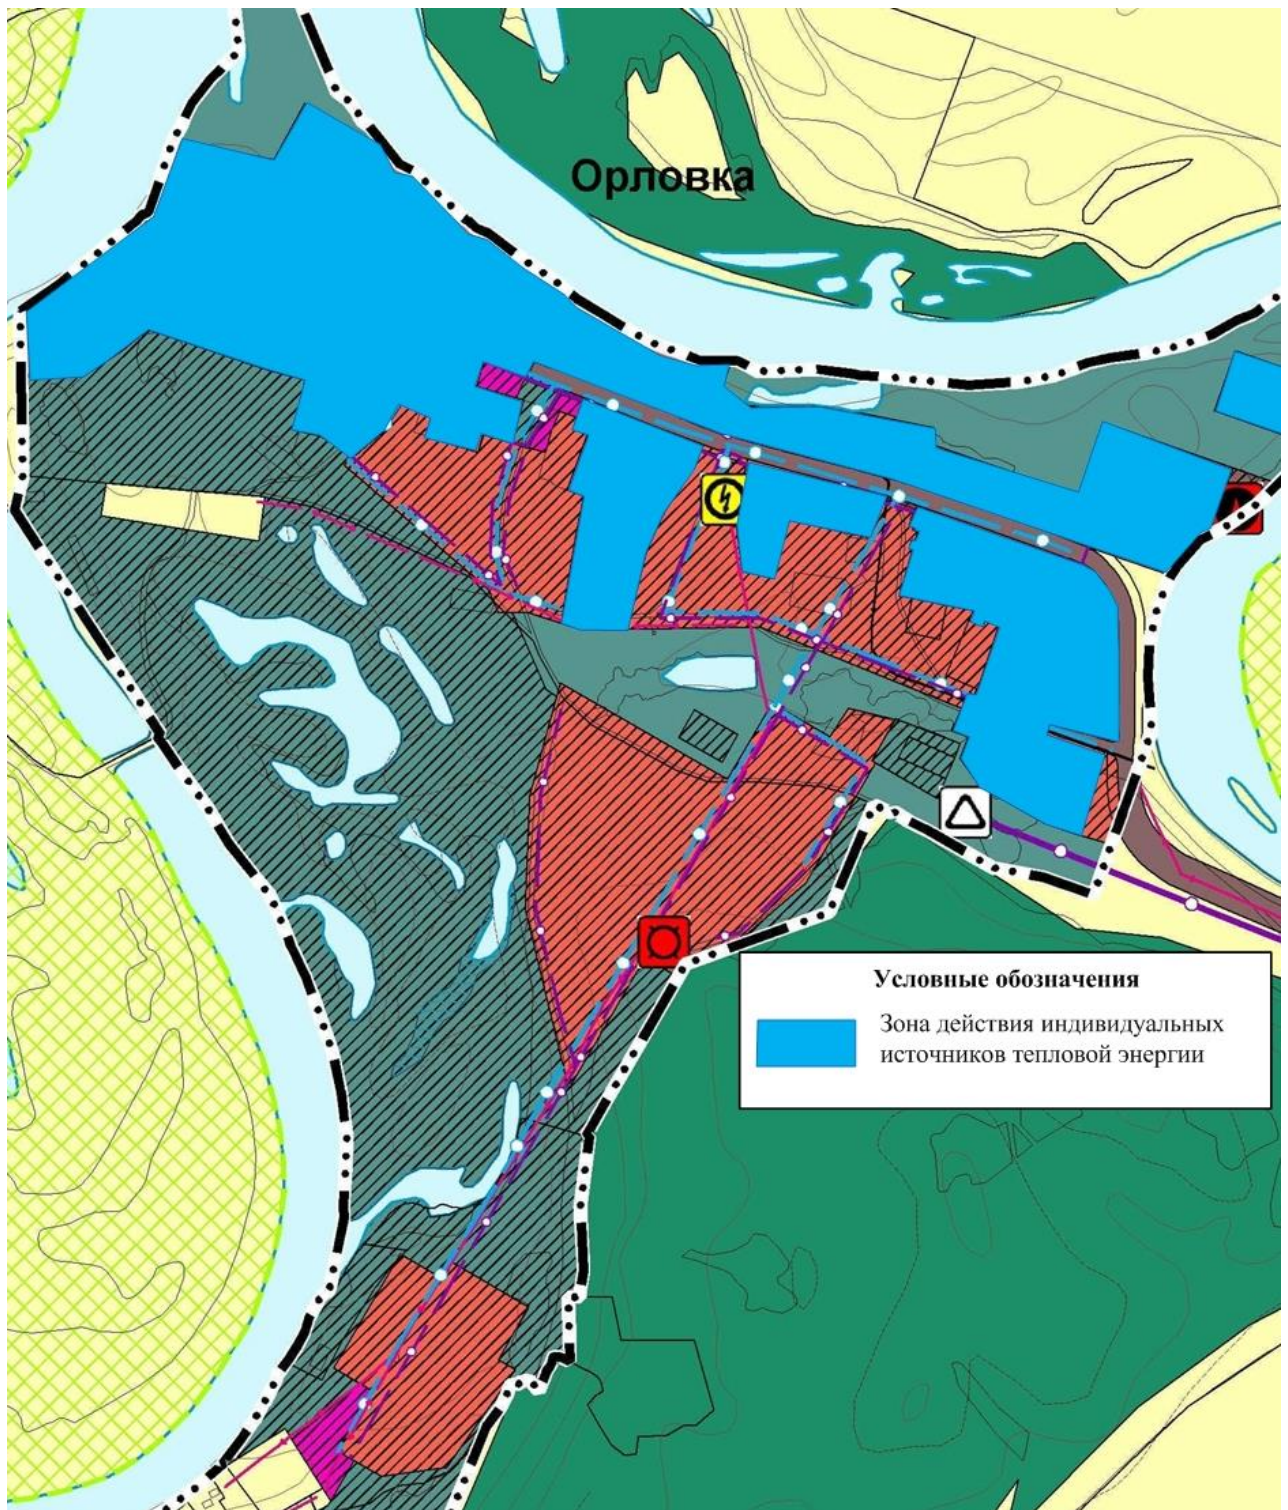 Орловка
Условные обозначения
Зона действия индивидуальных
источников тепловой энергии